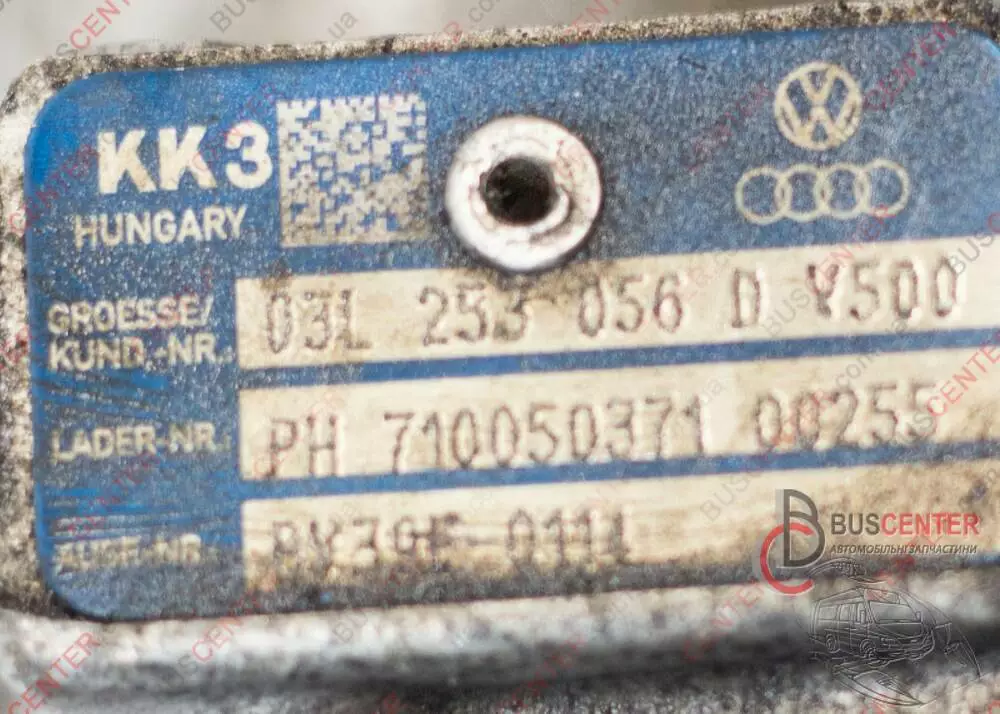 KK3
HUNGARY
GROESSE/
KUND.-NR.
03L 253 056 D V500
LADER-NR.
PH 710050371 00255
BUSCENTER
АВТОМОБІЛЬНІ ЗАПЧАСТИНИ